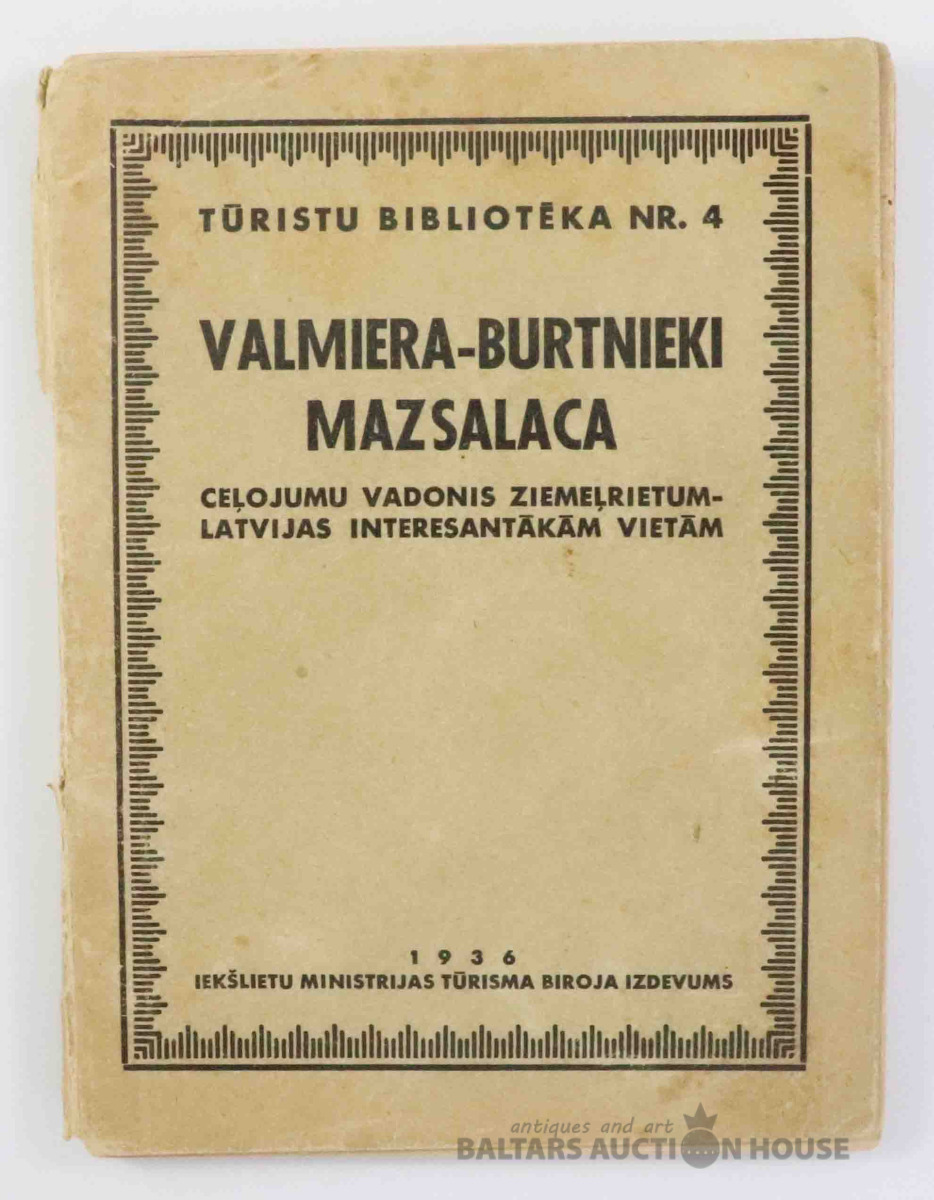 TŪRISTU BIBLIOTĒKA NR. 4
VALMIERA-BURTNIEKI
MAZSALACA
CEĻOJUMU VADONIS ZIEMEĻRIETUM-
LATVIJAS INTERESANTĀKĀM VIETĀM
1936
IEKŠLIETU MINISTRIJAS TŪRISMA BIROJA IZDEVUMS
antiques and art
BALTARS AUCTION HOUSE